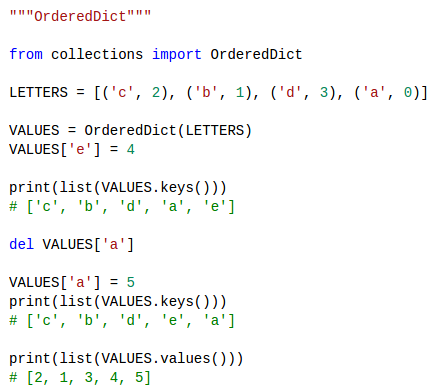 """OrderedDict"""
from collections import OrderedDict
LETTERS = [('c', 2), ('b', 1), ('d', 3), ('a', 0)]
VALUES = OrderedDict(LETTERS)
VALUES['e'] = 4
print(list(VALUES.keys()))
# ['c', 'b', 'd', 'a', 'e']
del VALUES['a']
VALUES['a'] = 5
print(list(VALUES.keys()))
# ['c', 'b', 'd', 'e', 'a']
print(list(VALUES.values()))
# [2, 1, 3, 4, 5]